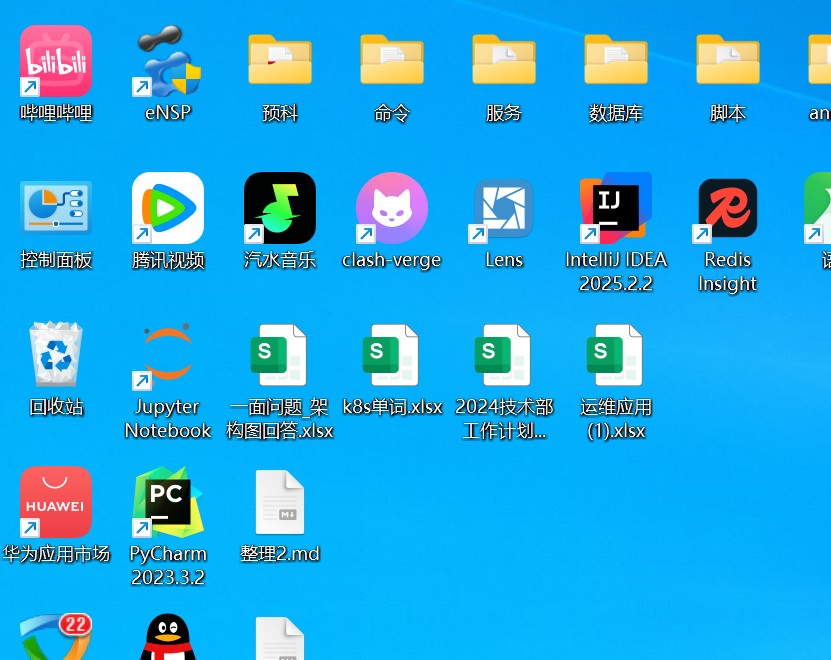 bilibili
哔哩哔哩
eNSP
预科
命令
服务
数据库
脚本
an
控制面板
腾讯视频
汽水音乐
clash-verge
Lens
IJ
IntelliJ IDEA
2025.2.2
Redis
Insight
回收站
Jupyter
Notebook
S
一面问题_架
构图回答.xlsx
S
k8s单词.xlsx
S
2024技术部
工作计划...
S
运维应用
(1).xlsx
HUAWEI
华为应用市场
PC
PyCharm
2023.3.2
M
整理2.md
22